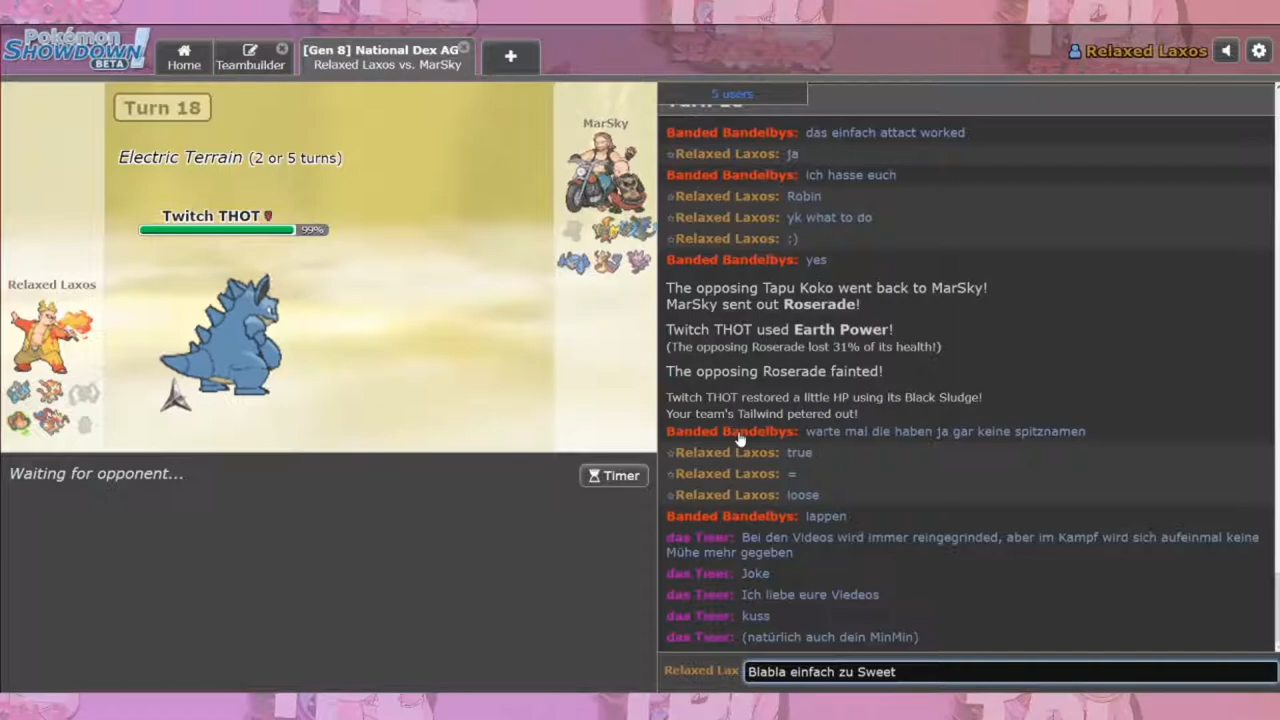 Pokémon
SHOWDOWN!
BETA
Home
Teambuilder
[Gen 8] National Dex AG
Relaxed Laxos vs. MarSky
+
Relaxed Laxos
Turn 18
Electric Terrain (2 or 5 turns)
Twitch THOT
99%
Relaxed Laxos
MarSky
Waiting for opponent...
Timer
5 users
Banded Bandelbys: das einfach attact worked
☆Relaxed Laxos: ja
Banded Bandelbys: ich hasse euch
☆Relaxed Laxos: Robin
☆Relaxed Laxos: yk what to do
☆Relaxed Laxos: ;)
Banded Bandelbys: yes
The opposing Tapu Koko went back to MarSky!
MarSky sent out Roserade!
Twitch THOT used Earth Power!
(The opposing Roserade lost 31% of its health!)
The opposing Roserade fainted!
Twitch THOT restored a little HP using its Black Sludge!
Your team's Tailwind petered out!
Banded Bandelbys: warte mal die haben ja gar keine spitznamen
☆Relaxed Laxos: true
☆Relaxed Laxos: =
☆Relaxed Laxos: loose
Banded Bandelbys: lappen
das Tieer: Bei den Videos wird immer reingegrinded, aber im Kampf wird sich aufeinmal keine
Mühe mehr gegeben
das Tieer: Joke
das Tieer: Ich liebe eure Viedeos
das Tieer: kuss
das Tieer: (natürlich auch dein MinMin)
Relaxed Lax
Blabla einfach zu Sweet